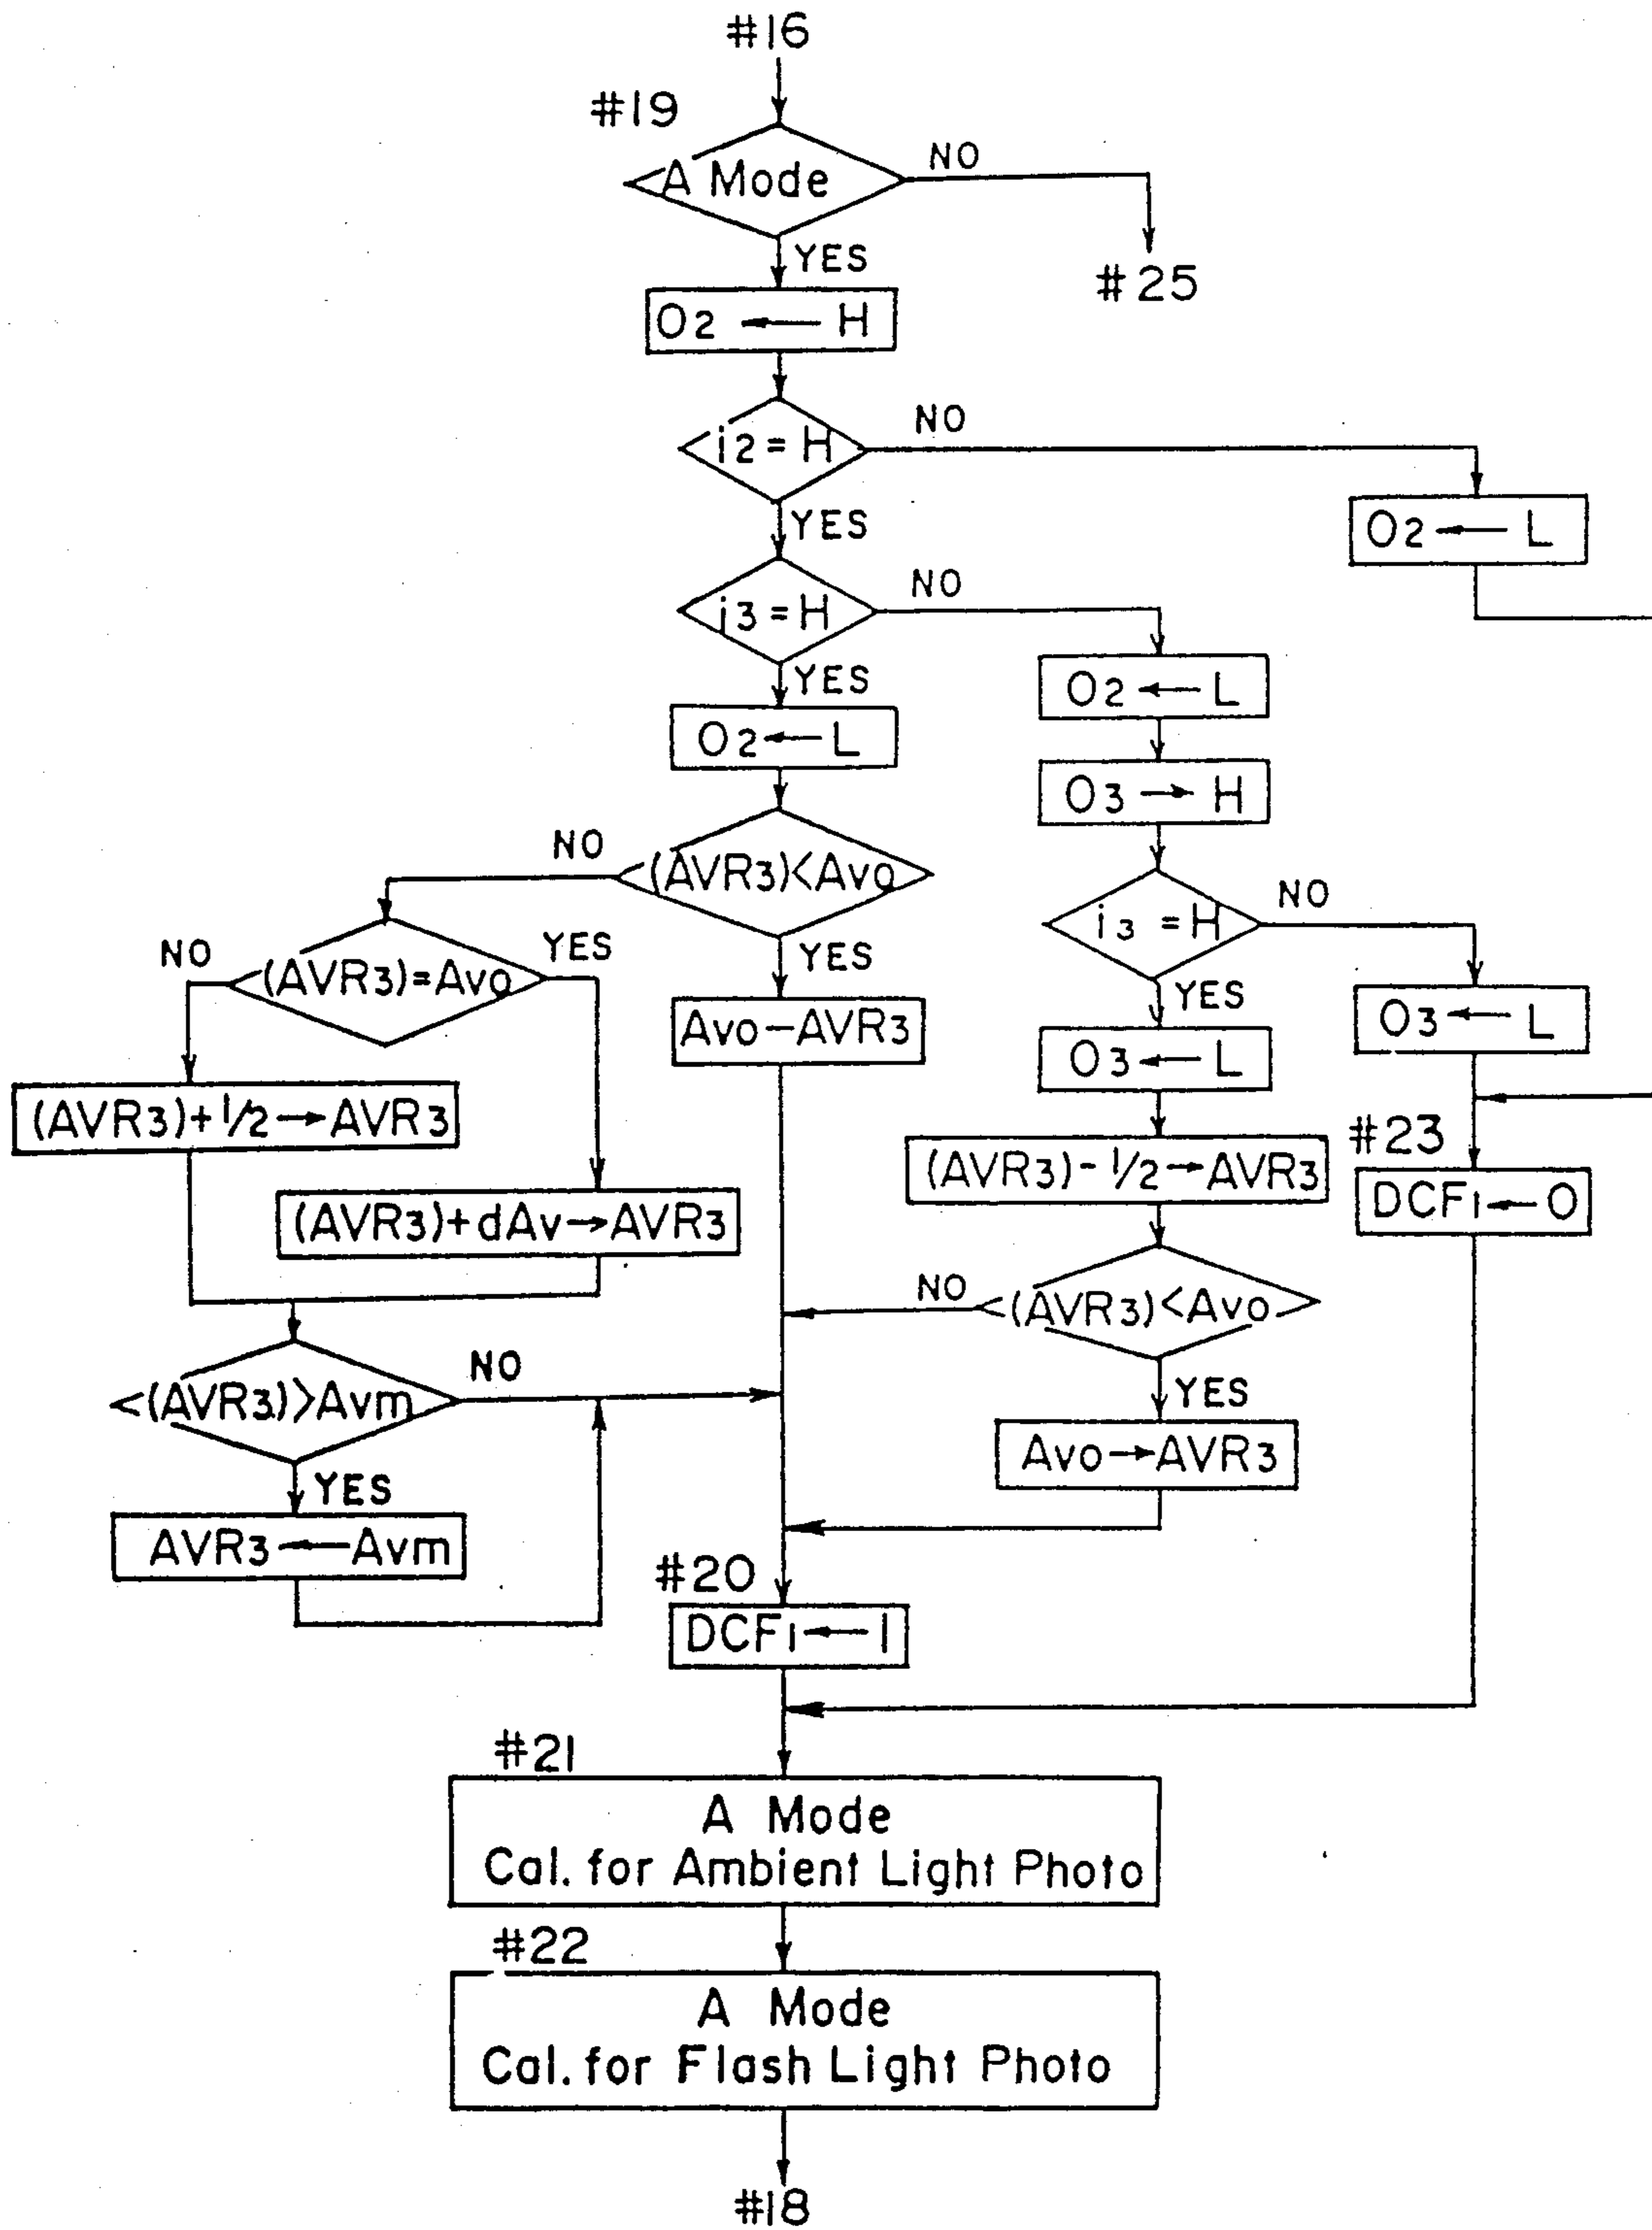 #16
#19
A Mode
NO
YES
#25
O2 ← H
i2 = H
NO
YES
O2 ← L
i3 = H
NO
YES
O2 ← L
O2 ← L
O3 → H
(AVR3)<Avo
NO
YES
i3 = H
NO
YES
(AVR3)=Avo
NO
YES
Avo-AVR3
O3 ← L
O3 ← L
(AVR3)+1/2→AVR3
(AVR3)-1/2→AVR3
#23
DCF1←0
(AVR3)+dAv→AVR3
(AVR3)<Avo
NO
YES
(AVR3)>Avm
NO
YES
Avo→AVR3
AVR3←Avm
#20
DCF1←1
#21
A Mode
Cal. for Ambient Light Photo
#22
A Mode
Cal. for Flash Light Photo
#18